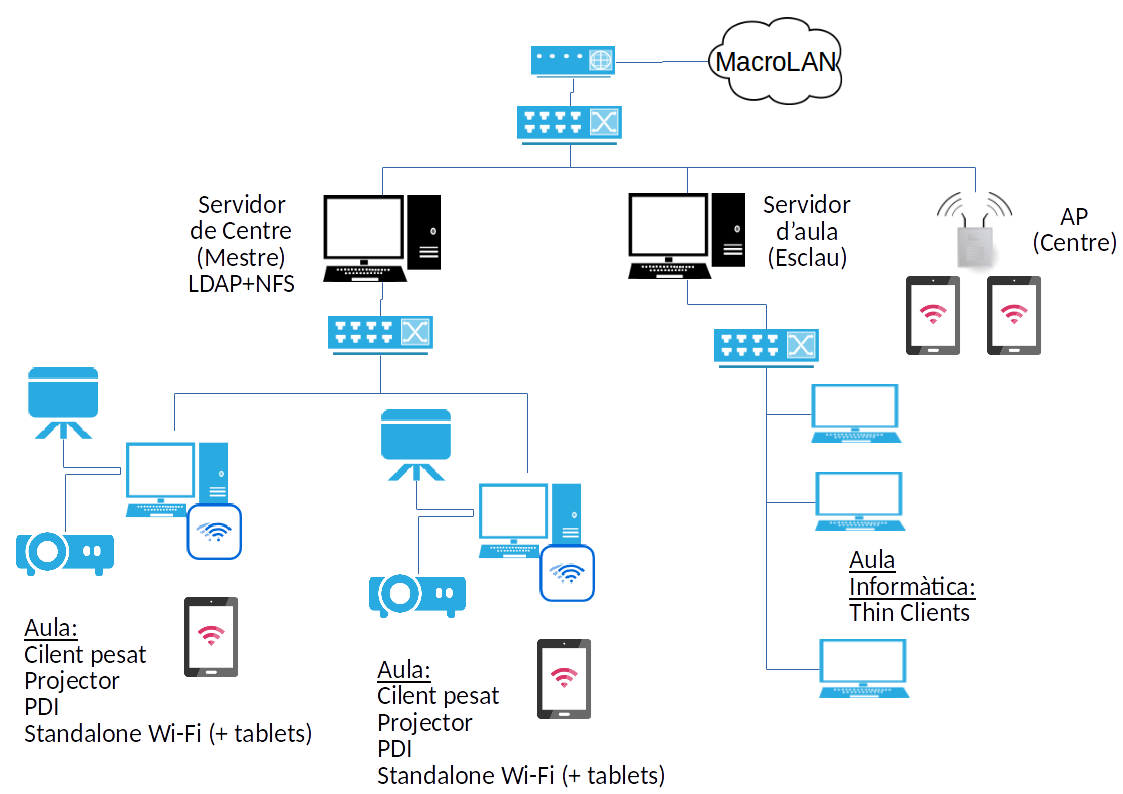 MacroLAN
Servidor
de Centre
(Mestre)
LDAP+NFS
Servidor
d’aula
(Esclau)
AP
(Centre)
Aula
Informàtica:
Thin Clients
Aula:
Cilent pesat
Projector
PDI
Standalone Wi-Fi (+ tablets)
Aula:
Cilent pesat
Projector
PDI
Standalone Wi-Fi (+ tablets)